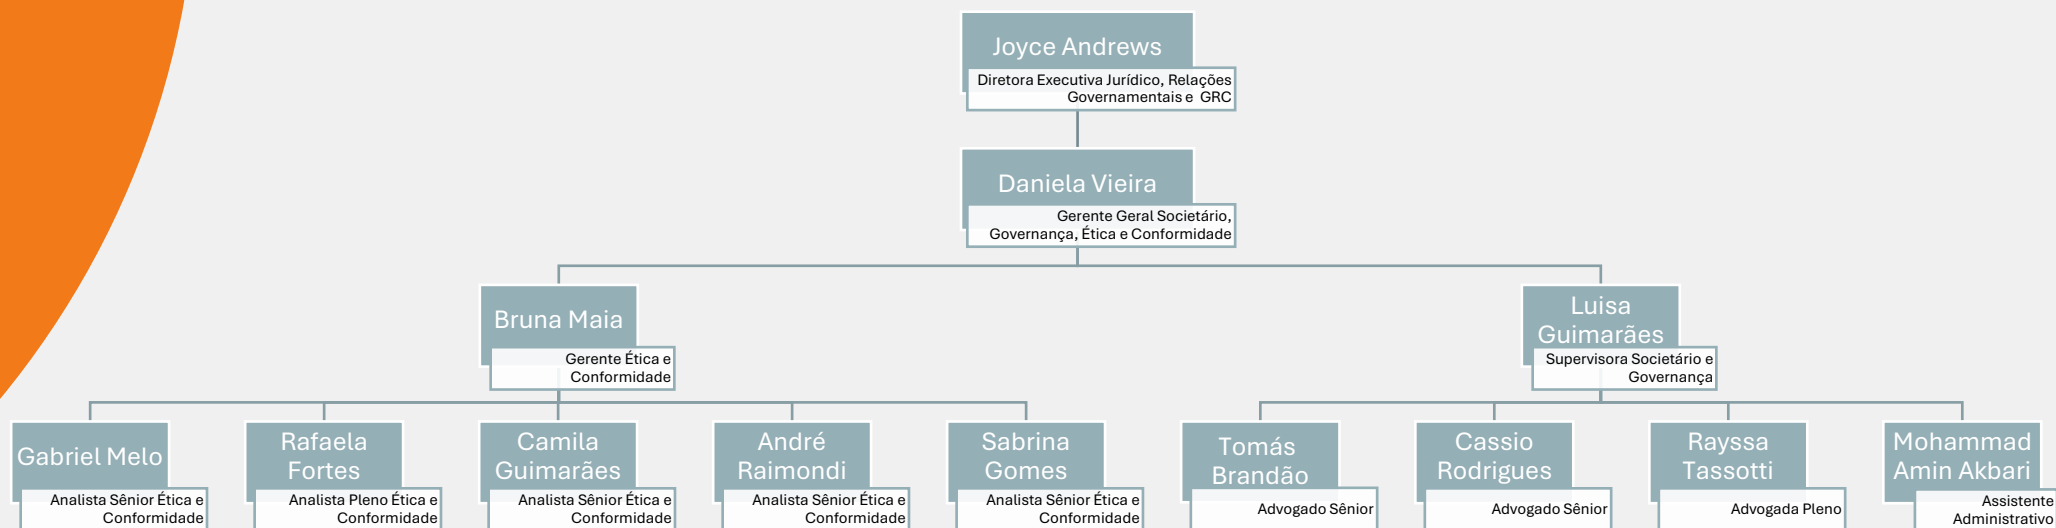 Joyce Andrews
Diretora Executiva Jurídico, Relações
Governamentais e GRC
Daniela Vieira
Gerente Geral Societário,
Governança, Ética e Conformidade
Bruna Maia
Gerente Ética e
Conformidade
Luisa
Guimarães
Supervisora Societário e
Governança
Gabriel Melo
Analista Sênior Ética e
Conformidade
Rafaela
Fortes
Analista Pleno Ética e
Conformidade
Camila
Guimarães
Analista Sênior Ética e
Conformidade
André
Raimondi
Analista Sênior Ética e
Conformidade
Sabrina
Gomes
Analista Sênior Ética e
Conformidade
Tomás
Brandão
Advogado Sênior
Cassio
Rodrigues
Advogado Sênior
Rayssa
Tassotti
Advogada Pleno
Mohammad
Amin Akbari
Assistente
Administrativo